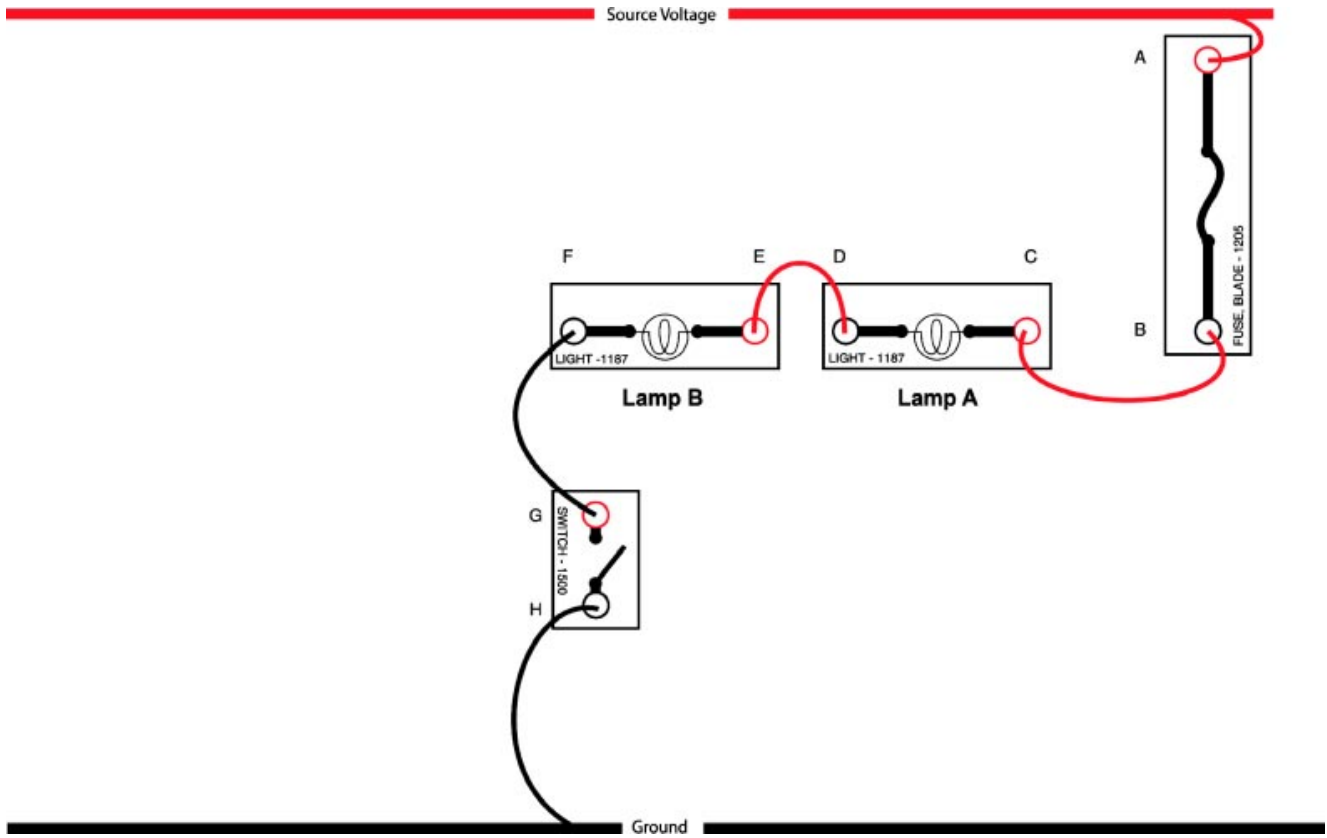 Source Voltage
A
FUSE, BLADE - 1205
B
F
E
D
C
LIGHT -1187
LIGHT - 1187
Lamp B
Lamp A
G
SWITCH - 1500
H
Ground